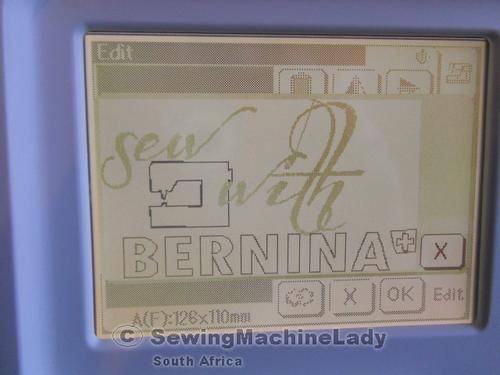 Edit
sew
with
BERNINA
X
X OK Edit
A(F):126x110mm
© SewingMachineLady
South Africa